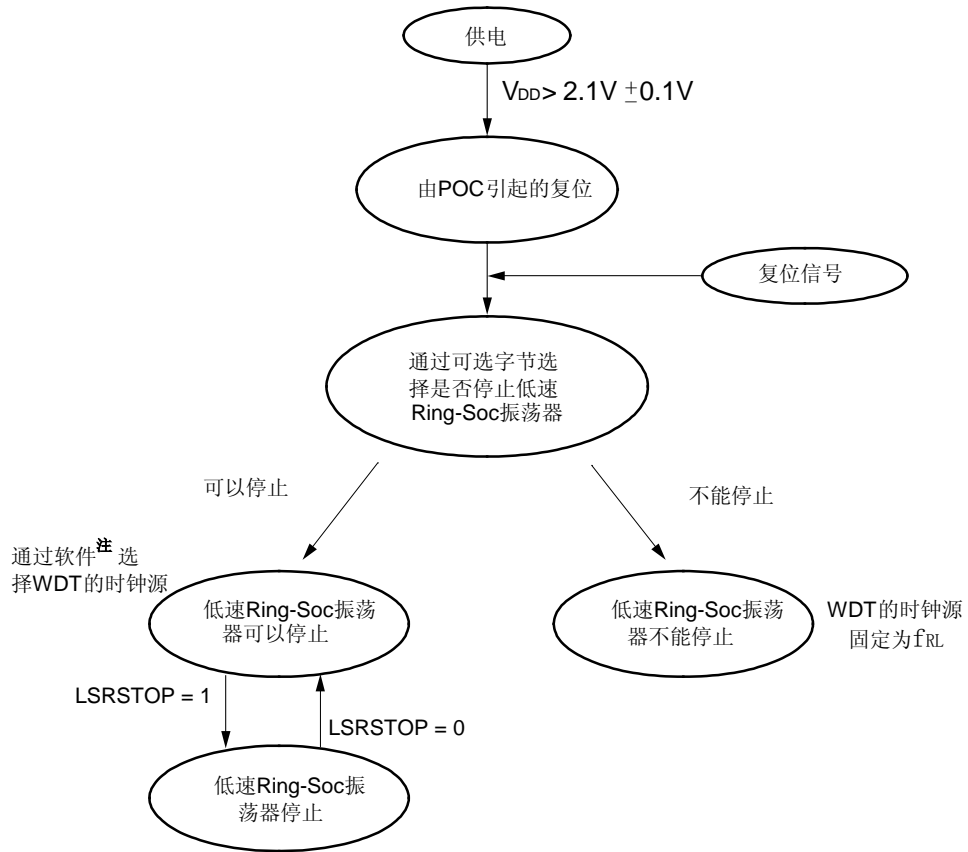 供电
VDD> 2.1V ±0.1V
由POC引起的复位
复位信号
通过可选字节选
择是否停止低速
Ring-Soc振荡器
可以停止
不能停止
通过软件注 选
择WDT的时钟源
低速Ring-Soc振荡
器可以停止
低速Ring-Soc振荡
器不能停止
WDT的时钟源
固定为fRL
LSRSTOP = 1
LSRSTOP = 0
低速Ring-Soc振
荡器停止